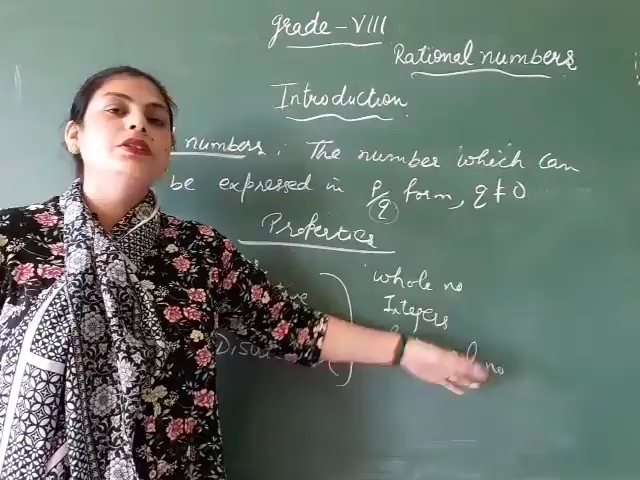 grade - VIII
Rational numbers
Introduction
numbers : The number which can
be expressed in p/q form, q ≠ 0
Properties
whole no
Integers
no